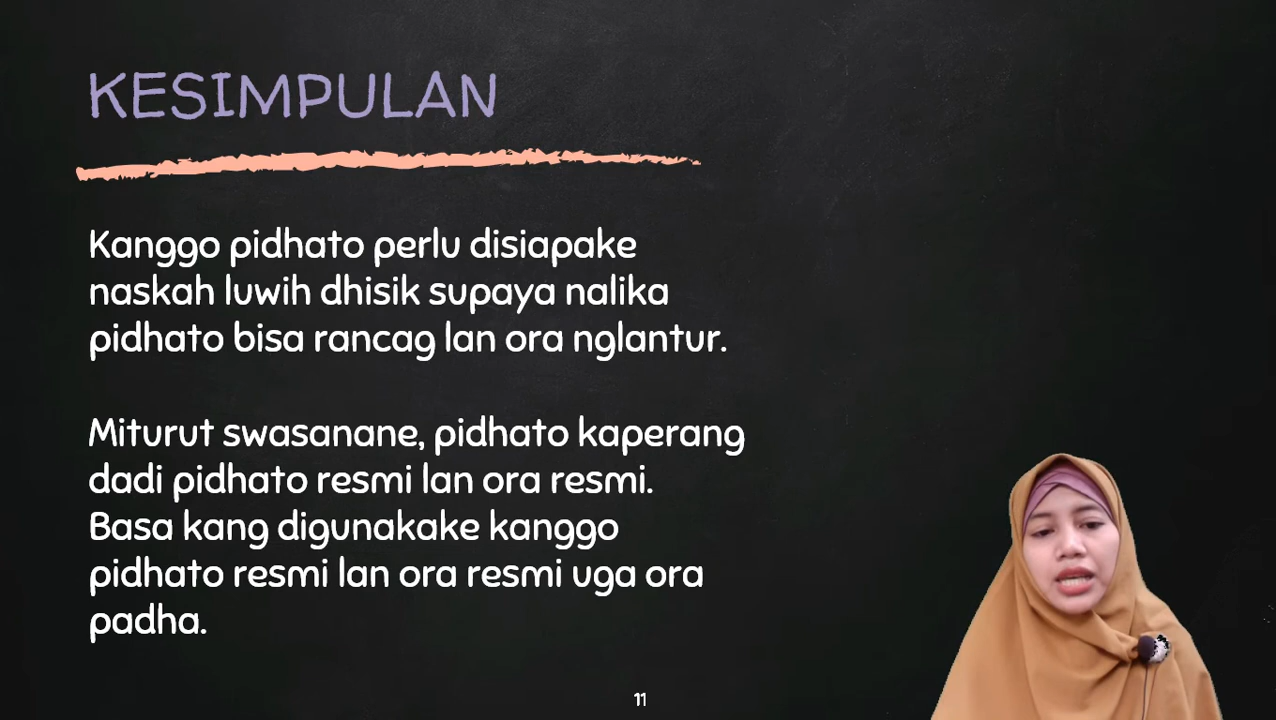 KESIMPULAN
Kanggo pidhato perlu disiapake
naskah luwih dhisik supaya nalika
pidhato bisa rancag lan ora nglantur.
Miturut swasanane, pidhato kaperang
dadi pidhato resmi lan ora resmi.
Basa kang digunakake kanggo
pidhato resmi lan ora resmi uga ora
padha.
11